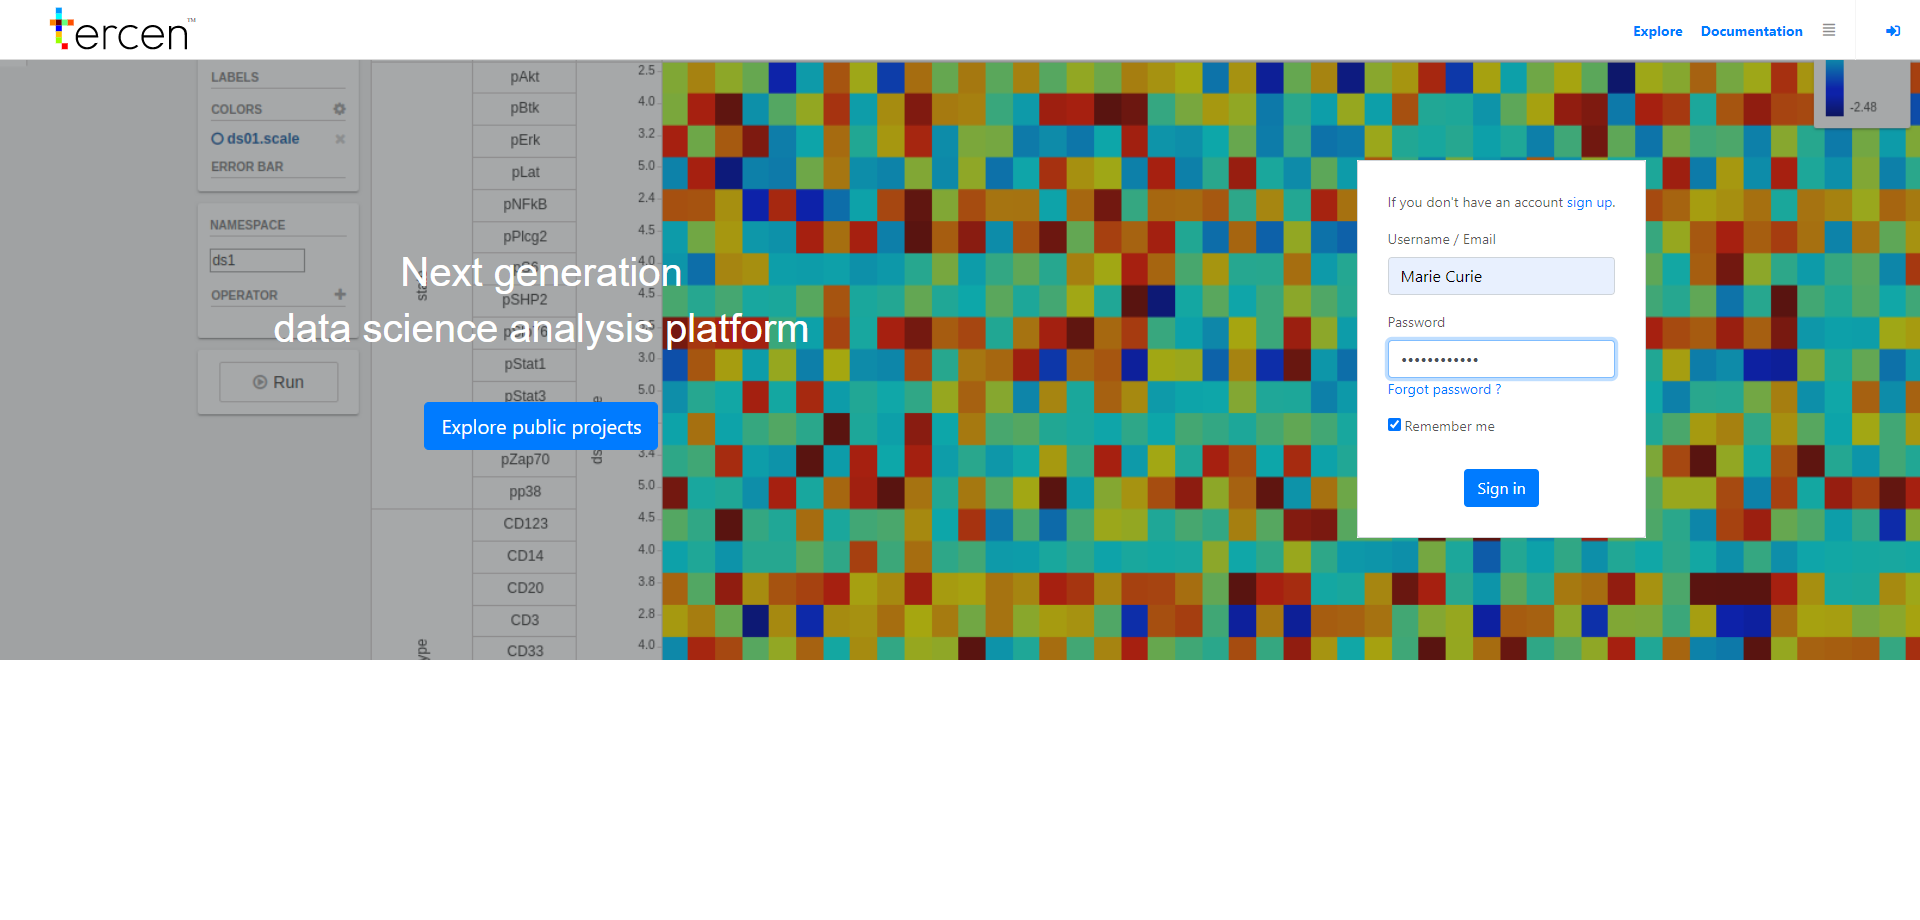 tercen™
Explore Documentation
LABELS
COLORS
ds01.scale
ERROR BAR
NAMESPACE
ds1
OPERATOR
Run
pAkt
pBtk
pErk
pLat
pNFkB
pPlcg2
pSHP2
pStat1
pStat3
pZap70
pp38
CD123
CD14
CD20
CD3
CD33
2.5
4.0
3.2
5.0
2.4
4.5
4.0
4.5
3.0
5.0
3.4
5.0
4.5
4.0
3.8
2.8
4.0
-2.48
Next generation
data science analysis platform
Explore public projects
If you don't have an account sign up.
Username / Email
Marie Curie
Password
••••••••••••
Forgot password ?
Remember me
Sign in